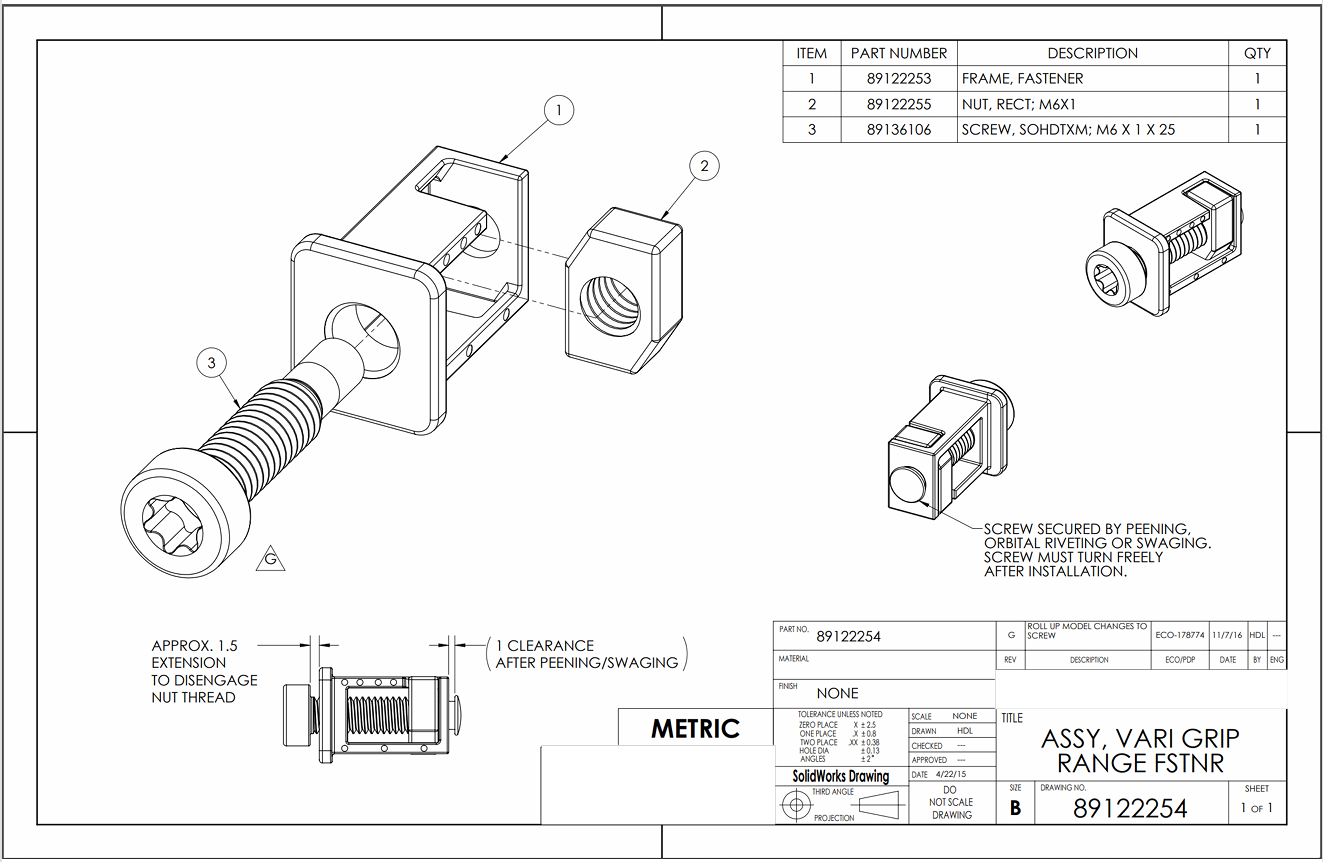 ITEM PART NUMBER DESCRIPTION QTY
1 89122253 FRAME, FASTENER 1
2 89122255 NUT, RECT; M6X1 1
3 89136106 SCREW, SOHDTXM; M6 X 1 X 25 1
1
2
3
G
SCREW SECURED BY PEENING,
ORBITAL RIVETING OR SWAGING.
SCREW MUST TURN FREELY
AFTER INSTALLATION.
APPROX. 1.5
EXTENSION
TO DISENGAGE
NUT THREAD
( 1 CLEARANCE
AFTER PEENING/SWAGING )
METRIC
PART NO. 89122254
MATERIAL
FINISH NONE
G ROLL UP MODEL CHANGES TO
SCREW ECO-178774 11/7/16 HDL ---
REV DESCRIPTION ECO/PDP DATE BY ENG
TOLERANCE UNLESS NOTED
ZERO PLACE X ± 2.5
ONE PLACE .X ± 0.8
TWO PLACE .XX ± 0.38
HOLE DIA ± 0.13
ANGLES ± 2°
SolidWorks Drawing
THIRD ANGLE
PROJECTION
SCALE NONE
DRAWN HDL
CHECKED ---
APPROVED ---
DATE 4/22/15
DO
NOT SCALE
DRAWING
TITLE
ASSY, VARI GRIP
RANGE FSTNR
SIZE
B
DRAWING NO.
89122254
SHEET
1 OF 1